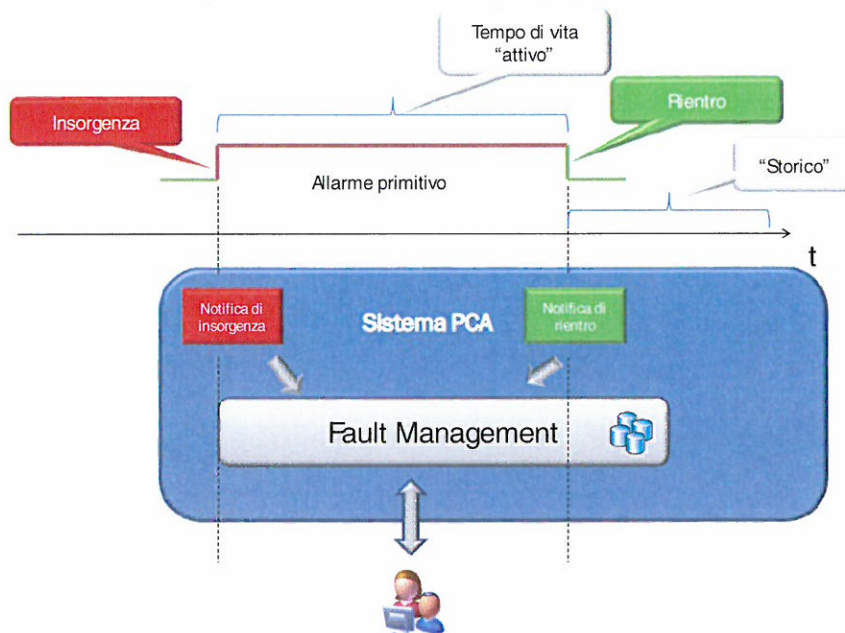 Tempo di vita
"attivo"
Insorgenza
Rientro
Allarme primitivo
"Storico"
t
Notifica di
insorgenza
Sistema PCA
Notifica di
rientro
Fault Management